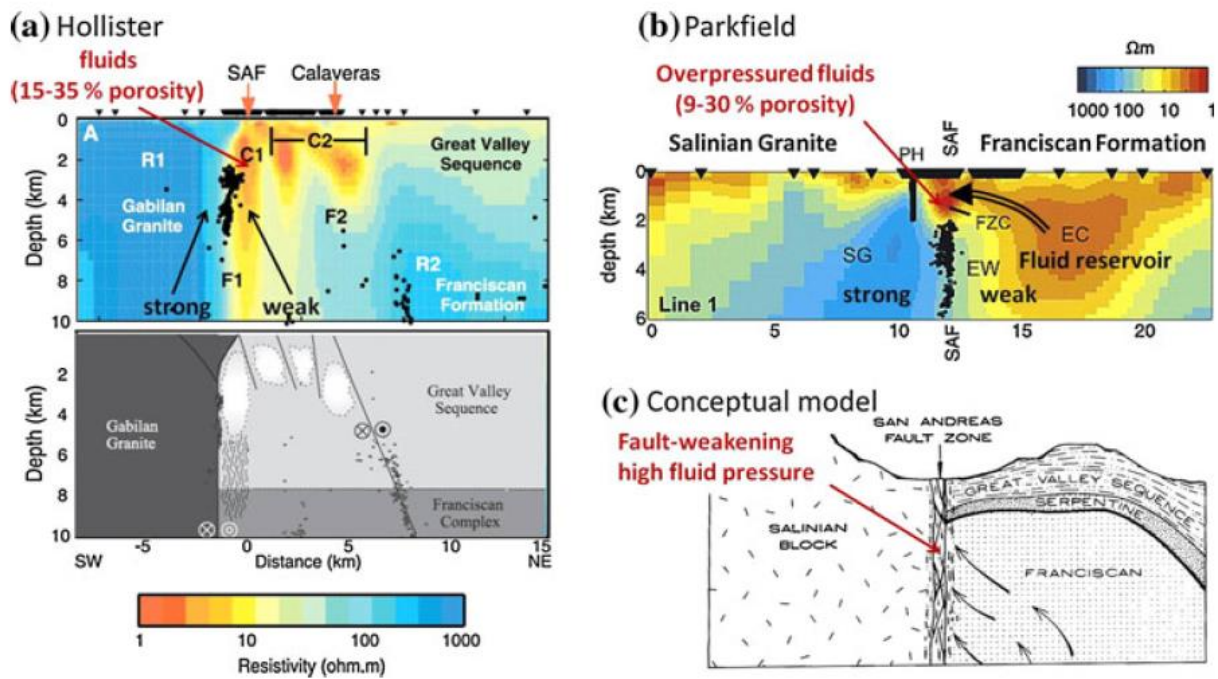 (a) Hollister
fluids
(15-35 % porosity)
SAF
Calaveras
A
R1
C1
C2
Great Valley
Sequence
Gabilan
Granite
F1
F2
R2
Franciscan
Formation
strong
weak
Depth (km)
0
2
4
6
8
10
Gabilan
Granite
Great Valley
Sequence
Franciscan
Complex
Depth (km)
2
4
6
8
10
SW
-5
0
5
10
15
NE
Distance (km)
1
10
100
1000
Resistivity (ohm.m)
(b) Parkfield
Ωm
1000 100 10 1
Overpressured fluids
(9-30 % porosity)
SAF
Salinian Granite
PH
Franciscan Formation
FZC
EC
Fluid reservoir
SG
EW
strong
weak
Line 1
depth (km)
0
2
4
6
0
5
10
15
20
SAF
(c) Conceptual model
SAN ANDREAS
FAULT ZONE
Fault-weakening
high fluid pressure
GREAT VALLEY SEQUENCE
SERPENTINE
SALINIAN
BLOCK
FRANCISCAN